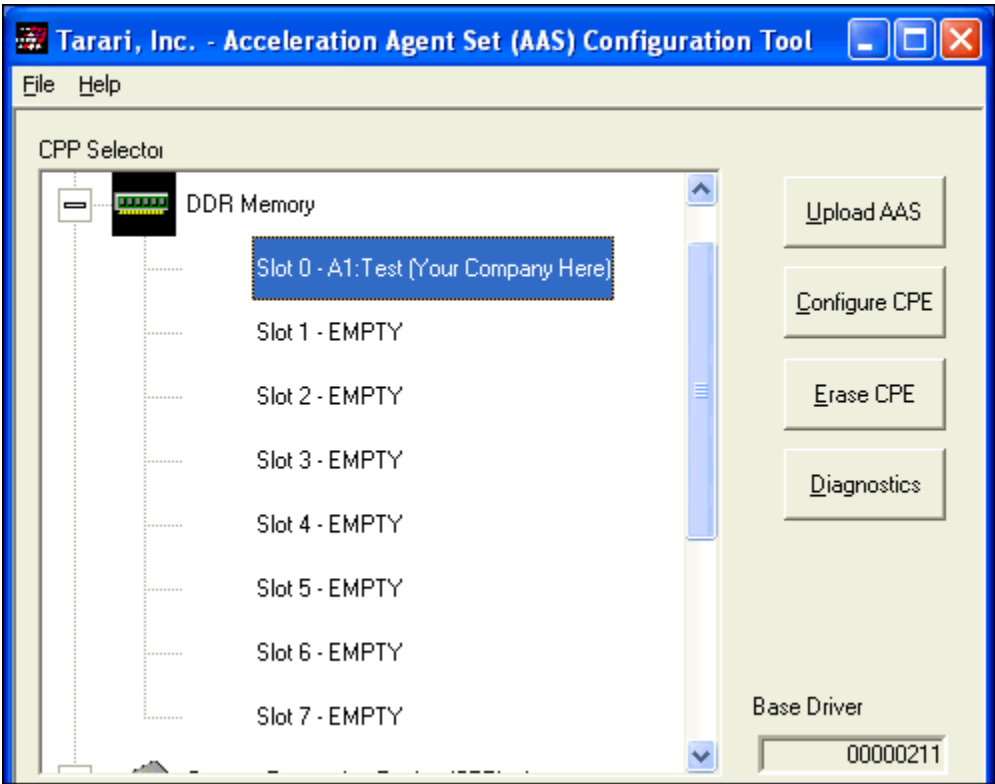 Tarari, Inc. - Acceleration Agent Set (AAS) Configuration Tool
File Help
CPP Selector
DDR Memory
Slot 0 - A1:Test (Your Company Here)
Slot 1 - EMPTY
Slot 2 - EMPTY
Slot 3 - EMPTY
Slot 4 - EMPTY
Slot 5 - EMPTY
Slot 6 - EMPTY
Slot 7 - EMPTY
Upload AAS
Configure CPE
Erase CPE
Diagnostics
Base Driver
00000211